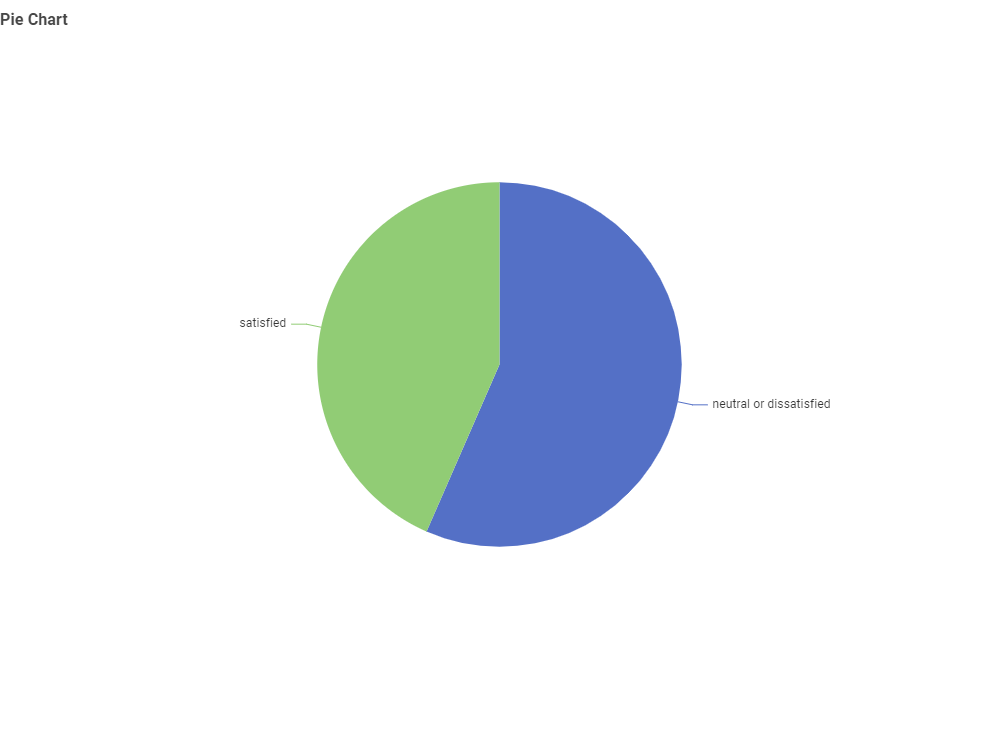 Pie Chart
satisfied
neutral or dissatisfied